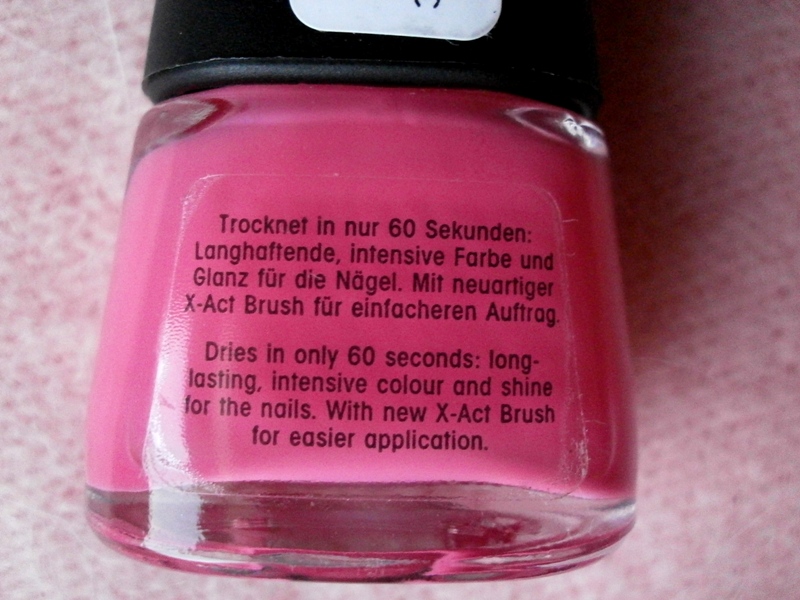 Trocknet in nur 60 Sekunden:
Langhaftende, intensive Farbe und
Glanz für die Nägel. Mit neuartiger
X-Act Brush für einfacheren Auftrag.
Dries in only 60 seconds: long-
lasting, intensive colour and shine
for the nails. With new X-Act Brush
for easier application.